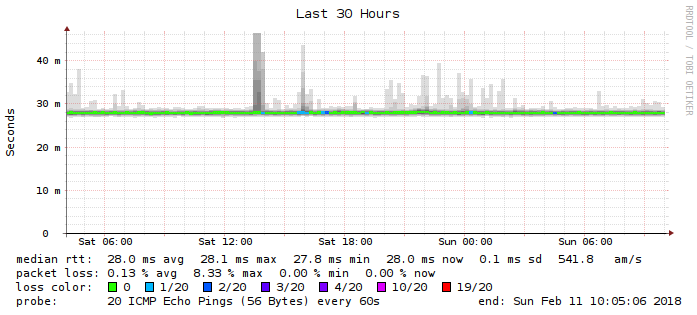 Last 30 Hours
RRDTOOL / TOBI OETIKER
Seconds
40 m
30 m
20 m
10 m
0
Sat 06:00 Sat 12:00 Sat 18:00 Sun 00:00 Sun 06:00
median rtt: 28.0 ms avg 28.1 ms max 27.8 ms min 28.0 ms now 0.1 ms sd 541.8 am/s
packet loss: 0.13 % avg 8.33 % max 0.00 % min 0.00 % now
loss color: 0 1/20 2/20 3/20 4/20 10/20 19/20
probe: 20 ICMP Echo Pings (56 Bytes) every 60s end: Sun Feb 11 10:05:06 2018